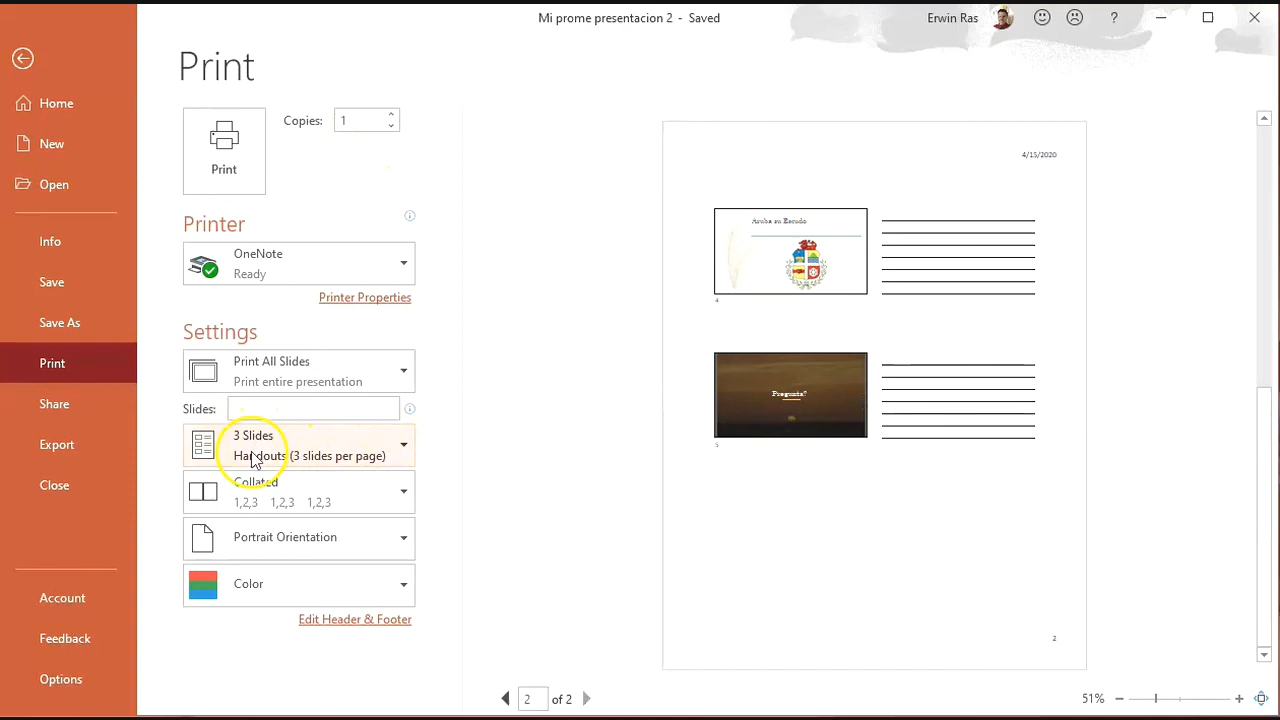 Mi prome presentacion 2 - Saved
Erwin Ras
?
Home
New
Open
Info
Save
Save As
Print
Share
Export
Close
Account
Feedback
Options
Print
Print
Copies: 1
Printer
OneNote
Ready
Printer Properties
Settings
Print All Slides
Print entire presentation
Slides:
3 Slides
Handouts (3 slides per page)
Collated
1,2,3 1,2,3 1,2,3
Portrait Orientation
Color
Edit Header & Footer
4/15/2020
Aruba su Escudo
4
Pregunta?
5
2
2 of 2
51%